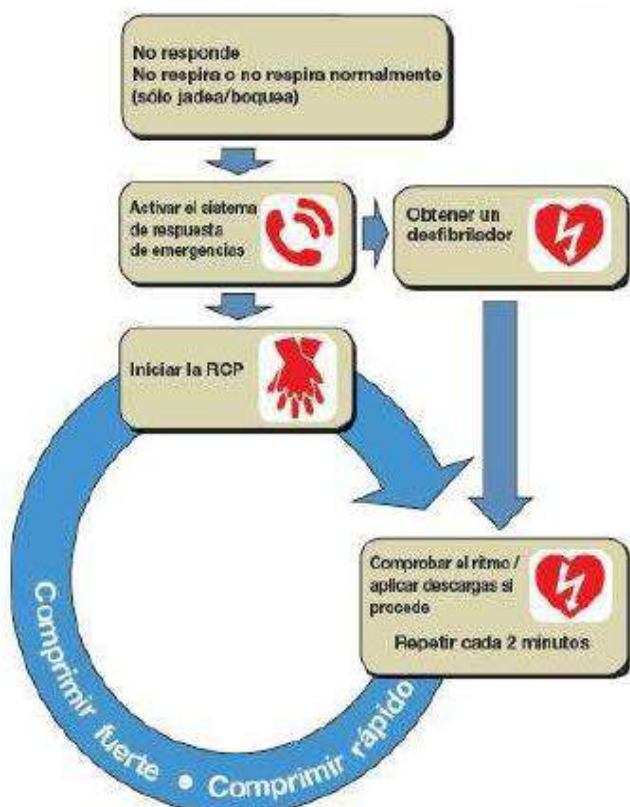 No responde
No respira o no respira normalmente
(sólo jadea/boquea)
Activar el sistema
de respuesta
de emergencias
Obtener un
desfibrilador
Iniciar la RCP
Comprobar el ritmo /
aplicar descargas si
procede
Repetir cada 2 minutos
Comprimir fuerte • Comprimir rápido